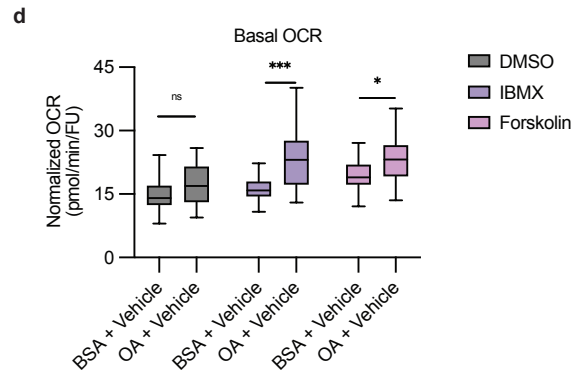 d
Basal OCR
Normalized OCR
(pmol/min/FU)
45
30
15
0
ns
***
*
BSA + Vehicle
OA + Vehicle
BSA + Vehicle
OA + Vehicle
BSA + Vehicle
OA + Vehicle
DMSO
IBMX
Forskolin